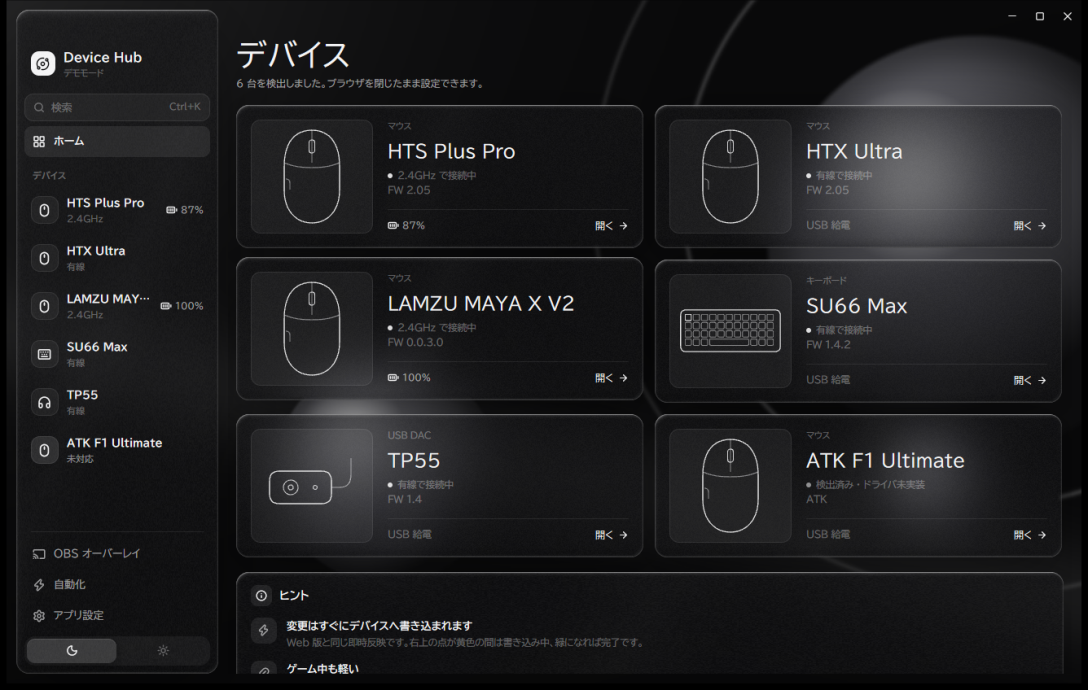 Device Hub
デモモード
検索 Ctrl+K
ホーム
デバイス
HTS Plus Pro 87%
2.4GHz
HTX Ultra
有線
LAMZU MAY… 100%
2.4GHz
SU66 Max
有線
TP55
有線
ATK F1 Ultimate
未対応
OBS オーバーレイ
自動化
アプリ設定
デバイス
6 台を検出しました。ブラウザを閉じたまま設定できます。
マウス
HTS Plus Pro
2.4GHz で接続中
FW 2.05
87% 開く →
マウス
HTX Ultra
有線で接続中
FW 2.05
USB 給電 開く →
マウス
LAMZU MAYA X V2
2.4GHz で接続中
FW 0.0.3.0
100% 開く →
キーボード
SU66 Max
有線で接続中
FW 1.4.2
USB 給電 開く →
USB DAC
TP55
有線で接続中
FW 1.4
USB 給電 開く →
マウス
ATK F1 Ultimate
検出済み・ドライバ未実装
ATK
USB 給電 開く →
ヒント
変更はすぐにデバイスへ書き込まれます
Web 版と同じ即時反映です。右上の点が黄色の間は書き込み中、緑になれば完了です。
ゲーム中も軽い